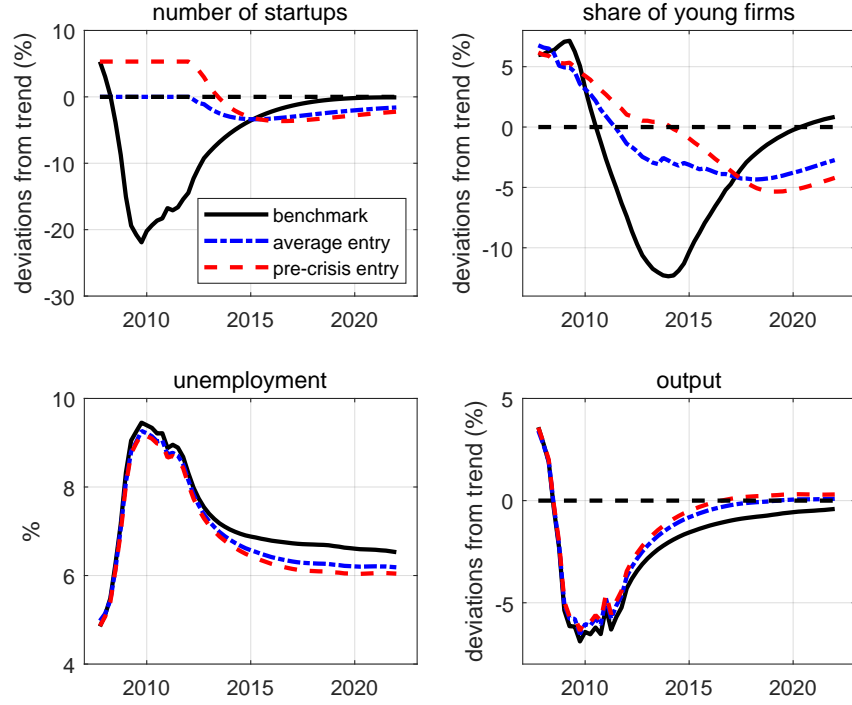 number of startups
deviations from trend (%)
10
0
-10
-20
-30
2010 2015 2020
benchmark
average entry
pre-crisis entry
share of young firms
deviations from trend (%)
5
0
-5
-10
2010 2015 2020
unemployment
%
10
8
6
4
2010 2015 2020
output
deviations from trend (%)
5
0
-5
2010 2015 2020